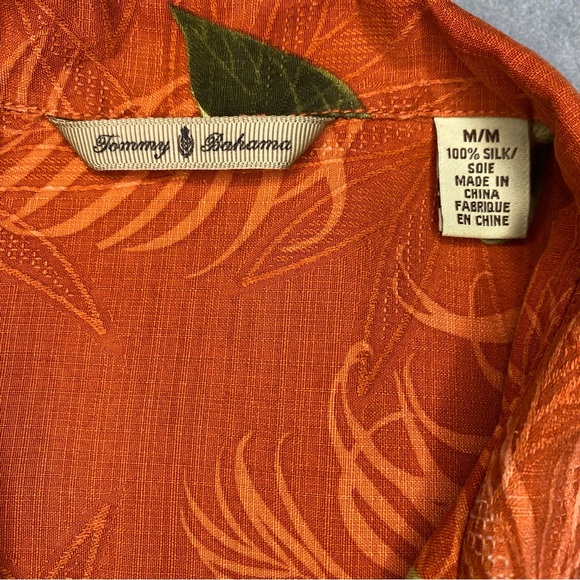 Tommy Bahama
M/M
100% SILK/
SOIE
MADE IN
CHINA
FABRIQUE
EN CHINE